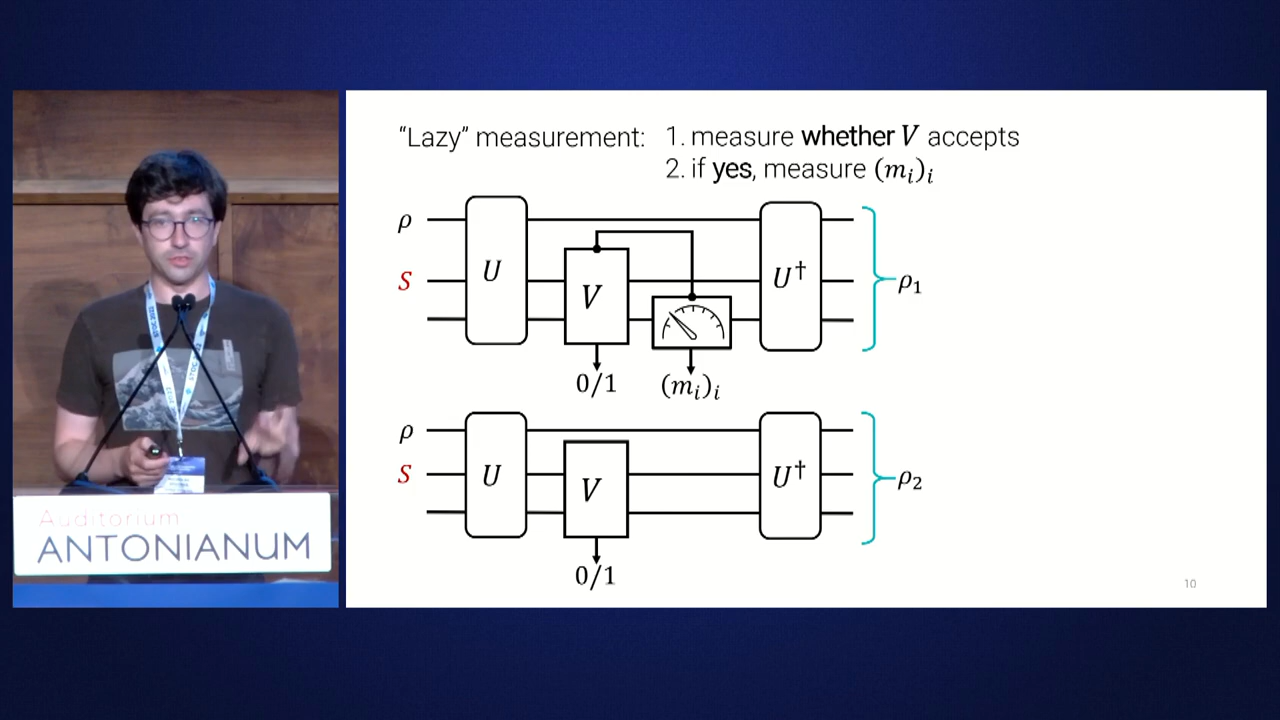 "Lazy" measurement: 1. measure whether V accepts
2. if yes, measure (mᵢ)ᵢ
ρ
S
U
V
U†
ρ₁
0/1
(mᵢ)ᵢ
ρ
S
U
V
U†
ρ₂
0/1
10
Auditorium
ANTONIANUM